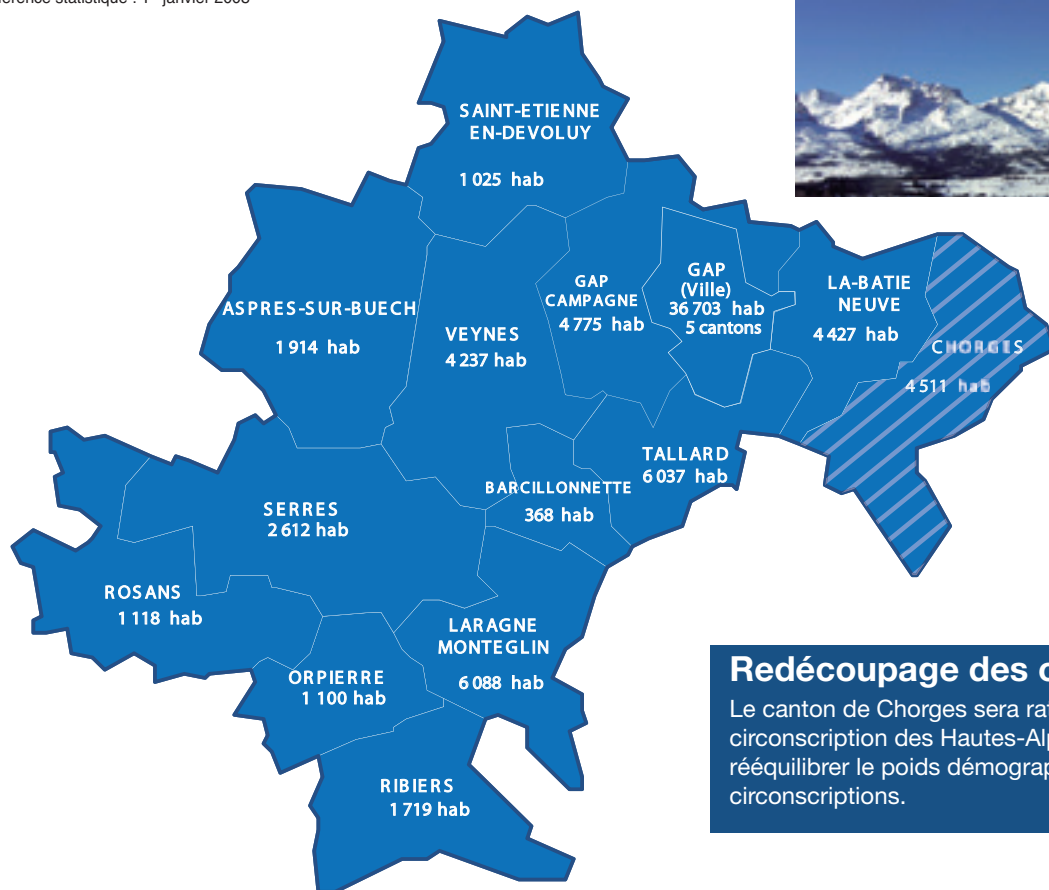 statistique : 1 janvier
SAINT-ETIENNE
EN-DEVOLUY
1 025 hab
ASPRES-SUR-BUECH
1 914 hab
VEYNES
4 237 hab
GAP
CAMPAGNE
4 775 hab
GAP
(Ville)
36 703 hab
5 cantons
LA-BATIE
NEUVE
4 427 hab
CHORGES
4 511 hab
TALLARD
6 037 hab
BARCILLONNETTE
368 hab
SERRES
2 612 hab
ROSANS
1 118 hab
LARAGNE
MONTEGLIN
6 088 hab
ORPIERRE
1 100 hab
RIBIERS
1 719 hab
Redécoupage des
Le canton de Chorges sera
circonscription des
rééquilibrer le poids
circonscriptions.